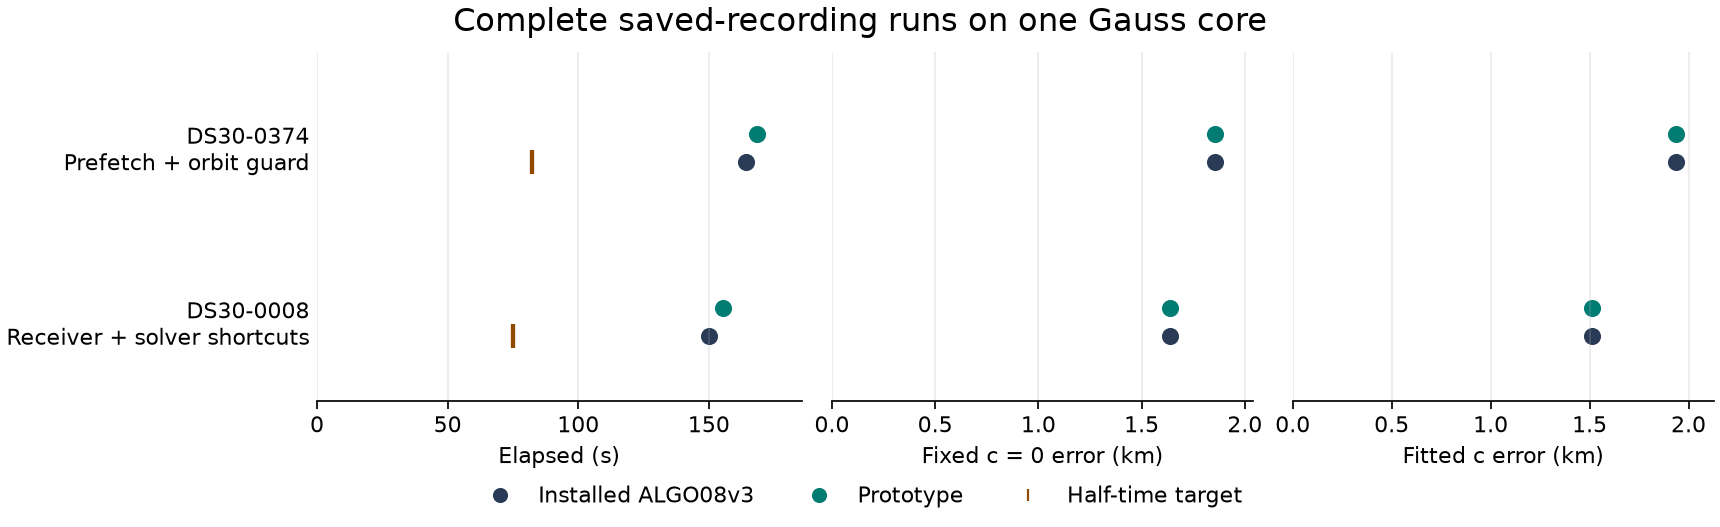 Complete saved-recording runs on one Gauss core
DS30-0374
Prefetch + orbit guard
DS30-0008
Receiver + solver shortcuts
0 50 100 150
Elapsed (s)
0.0 0.5 1.0 1.5 2.0
Fixed c = 0 error (km)
0.0 0.5 1.0 1.5 2.0
Fitted c error (km)
Installed ALGO08v3 Prototype Half-time target